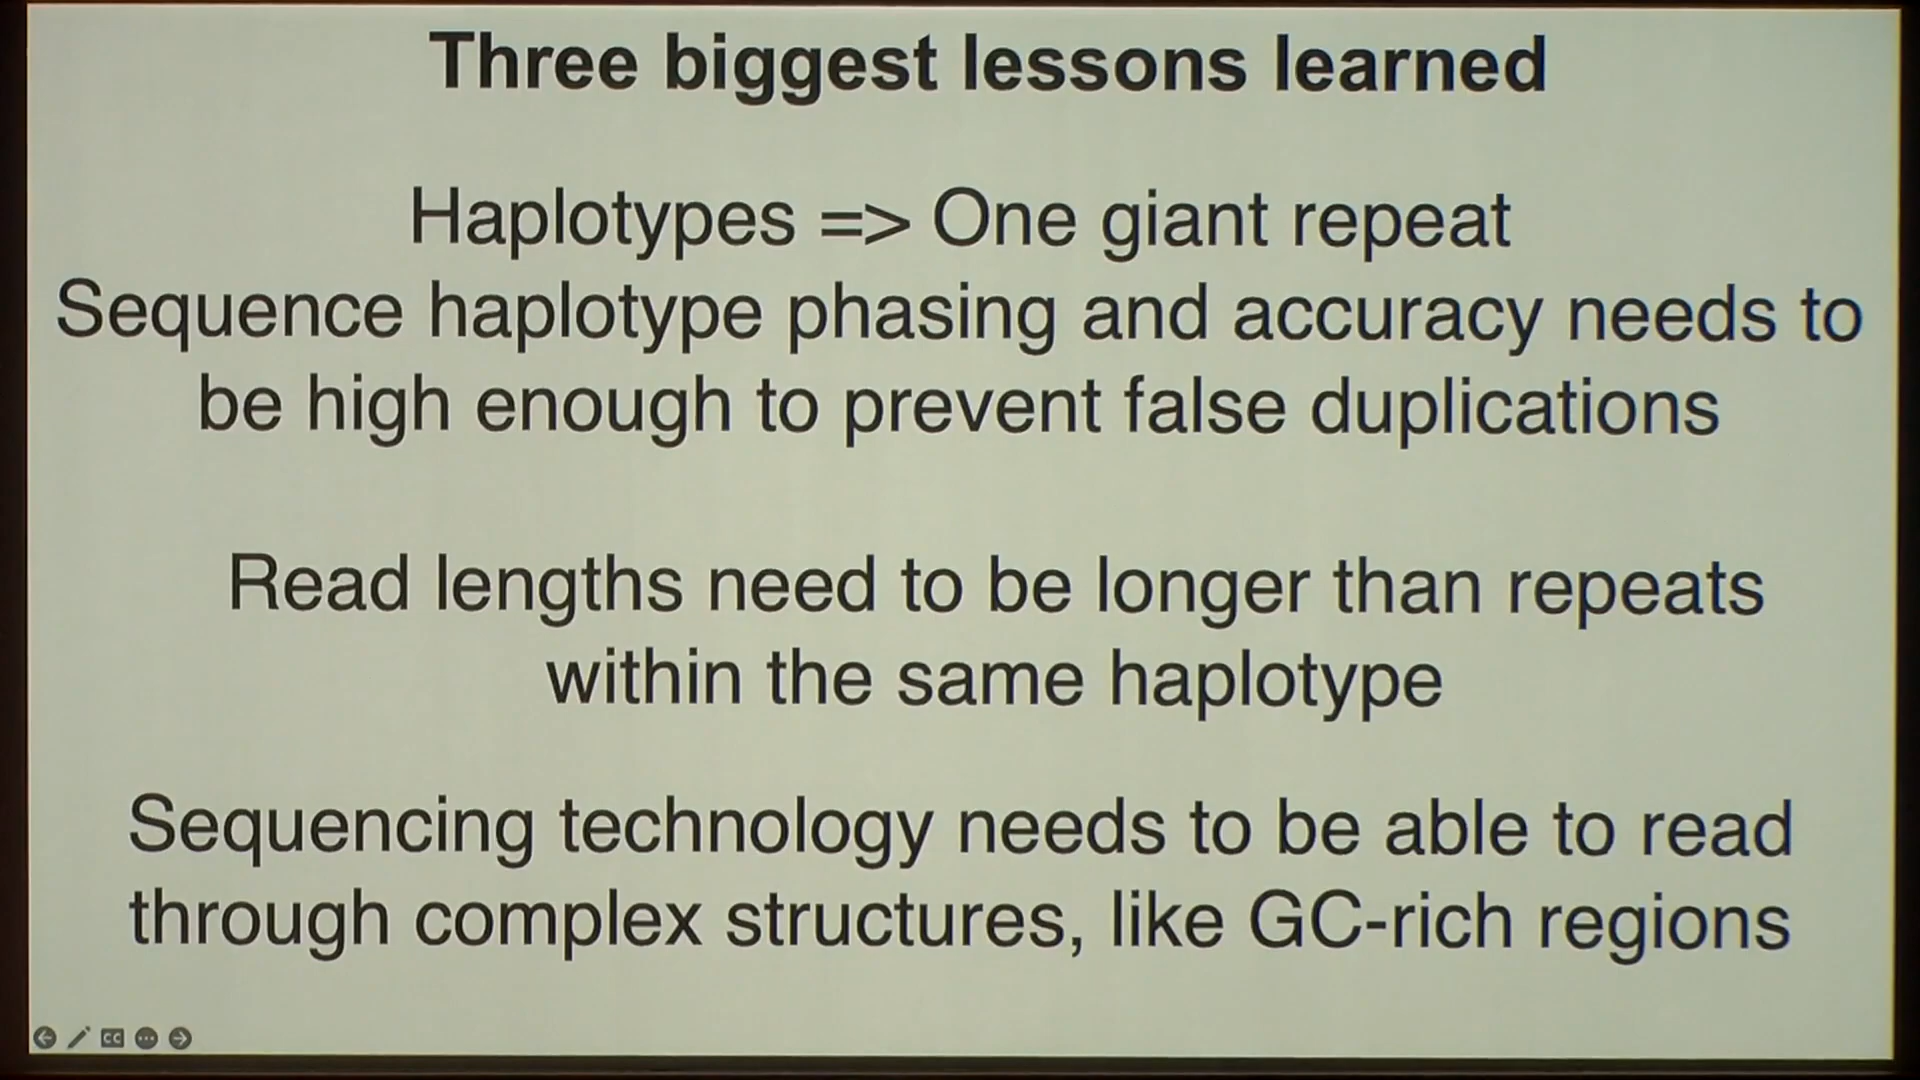 Three biggest lessons learned
Haplotypes => One giant repeat
Sequence haplotype phasing and accuracy needs to
be high enough to prevent false duplications
Read lengths need to be longer than repeats
within the same haplotype
Sequencing technology needs to be able to read
through complex structures, like GC-rich regions
CC